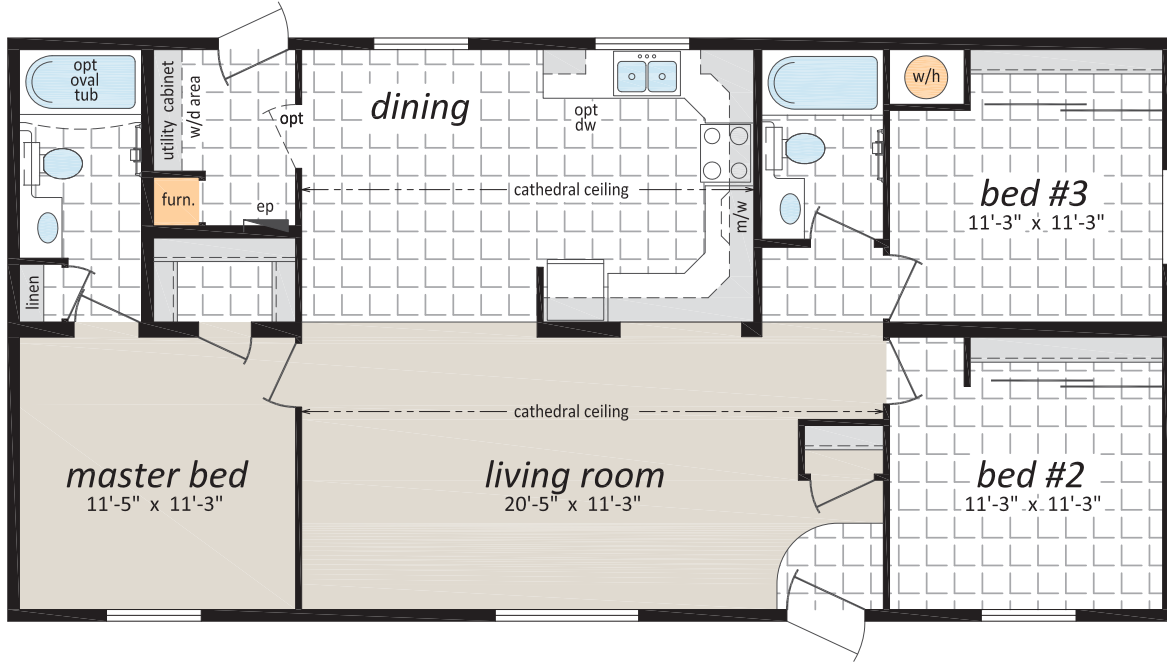 opt
oval
tub
utility cabinet
w/d area
opt
dining
opt
dw
w/h
furn.
cathedral ceiling
m/w
bed #3
11'-3" x 11'-3"
ep
linen
cathedral ceiling
master bed
11'-5" x 11'-3"
living room
20'-5" x 11'-3"
bed #2
11'-3" x 11'-3"